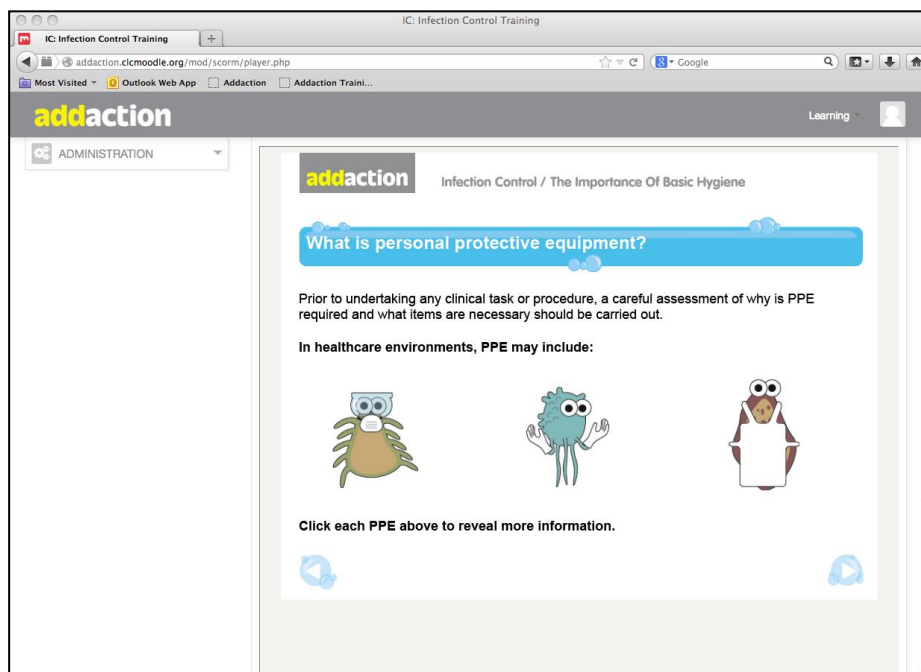 IC: Infection Control Training
IC: Infection Control Training
addaction.clcmoodle.org/mod/scorm/player.php
Google
Most Visited
Outlook Web App
Addaction
Addaction Traini...
addaction
Learning
ADMINISTRATION
addaction
Infection Control / The Importance Of Basic Hygiene
What is personal protective equipment?
Prior to undertaking any clinical task or procedure, a careful assessment of why is PPE
required and what items are necessary should be carried out.
In healthcare environments, PPE may include:
Click each PPE above to reveal more information.